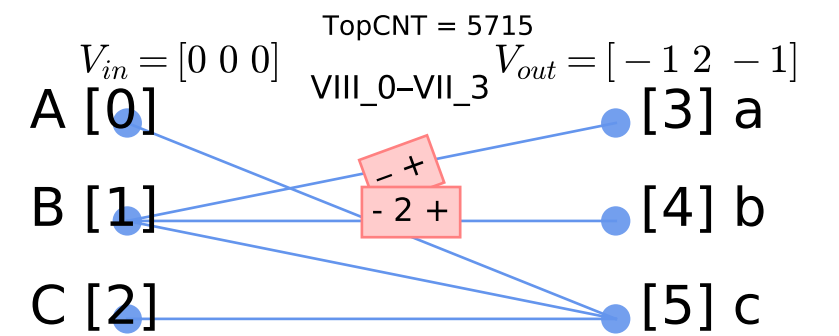 TopCNT = 5715
V_in = [0 0 0]
V_out = [−1 2 −1]
VIII_0–VII_3
A [0]
[3] a
− +
B [1]
- 2 +
[4] b
C [2]
[5] c